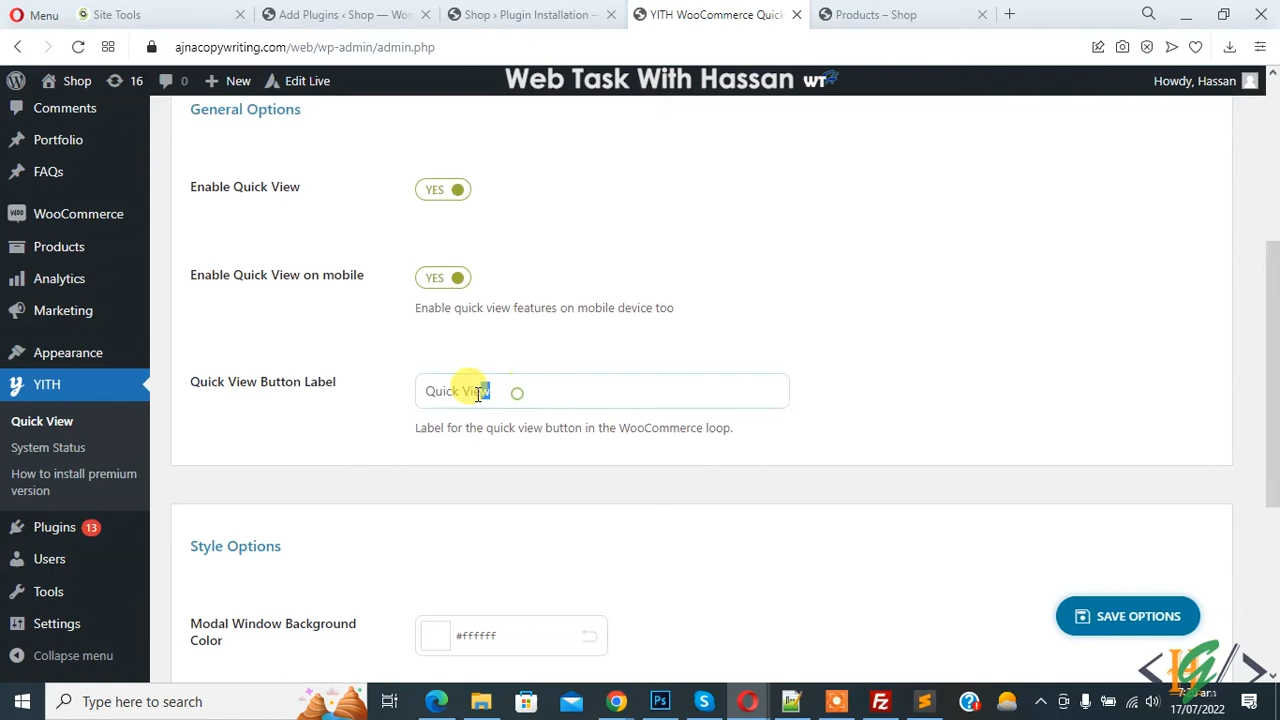 Menu
Site Tools
Add Plugins ‹ Shop — Wor
Shop › Plugin Installation –
YITH WooCommerce Quick
Products – Shop
ajnacopywriting.com/web/wp-admin/admin.php
Shop
16
0
New
Edit Live
Web Task With Hassan
Howdy, Hassan
Comments
Portfolio
FAQs
WooCommerce
Products
Analytics
Marketing
Appearance
YITH
Quick View
System Status
How to install premium
version
Plugins 13
Users
Tools
Settings
Collapse menu
General Options
Enable Quick View
YES
Enable Quick View on mobile
YES
Enable quick view features on mobile device too
Quick View Button Label
Quick View
Label for the quick view button in the WooCommerce loop.
Style Options
Modal Window Background
Color
#ffffff
SAVE OPTIONS
Type here to search
17/07/2022